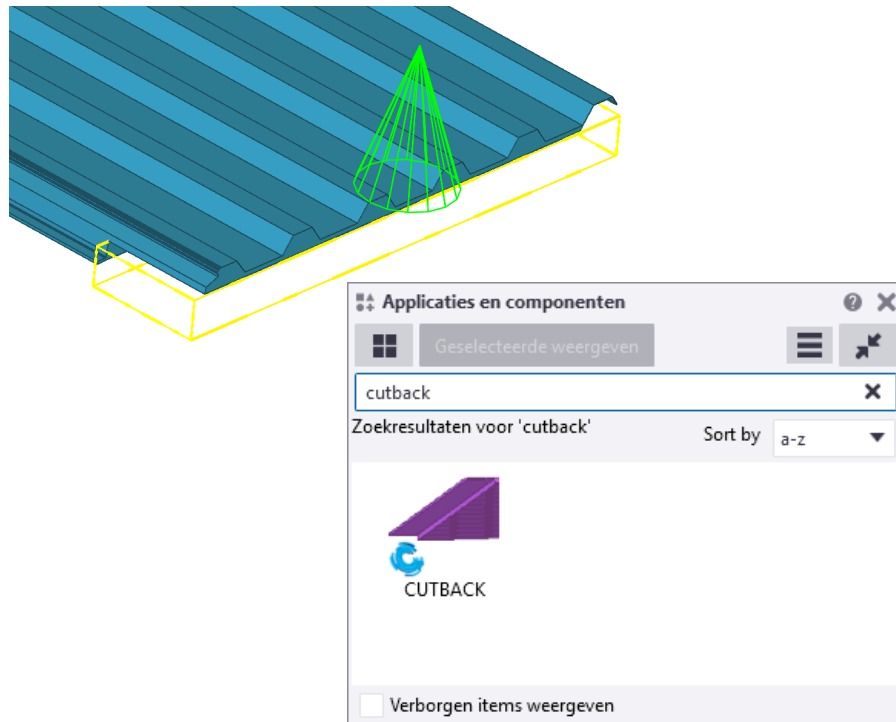 Applicaties en componenten
Geselecteerde weergeven
cutback
Zoekresultaten voor 'cutback'
Sort by a-z
CUTBACK
Verborgen items weergeven